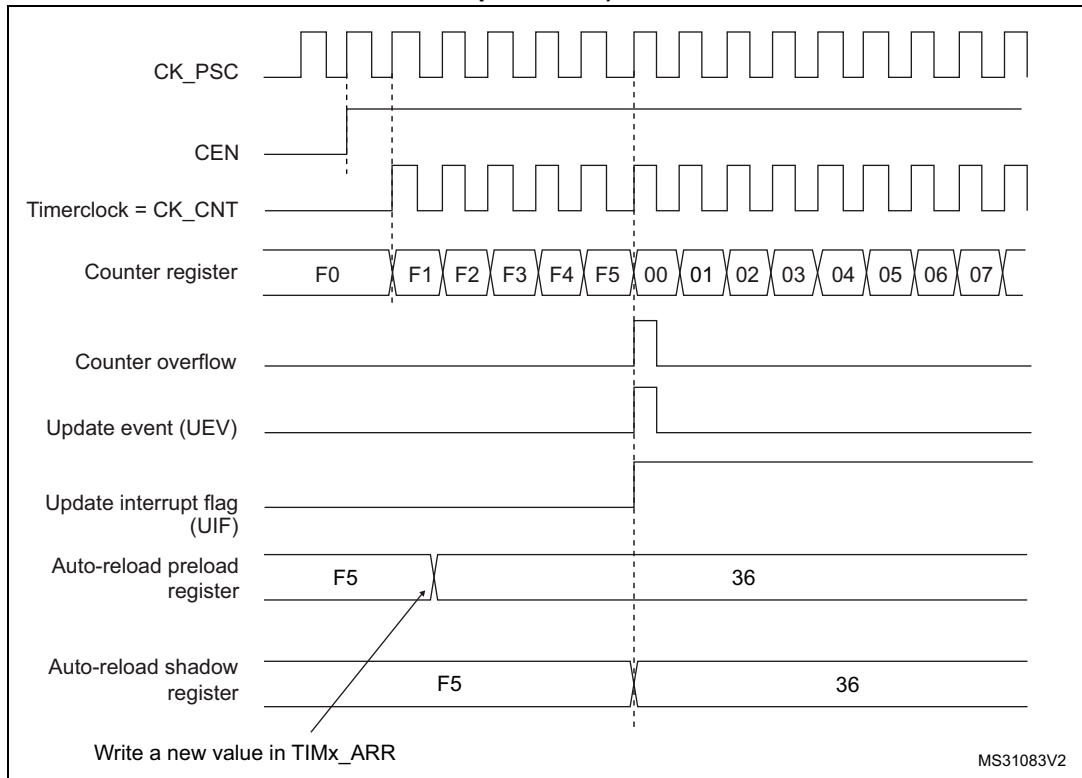 CK_PSC
CEN
Timerclock = CK_CNT
Counter register
F0 F1 F2 F3 F4 F5 00 01 02 03 04 05 06 07
Counter overflow
Update event (UEV)
Update interrupt flag
(UIF)
Auto-reload preload
register
F5 36
Auto-reload shadow
register
F5 36
Write a new value in TIMx_ARR
MS31083V2